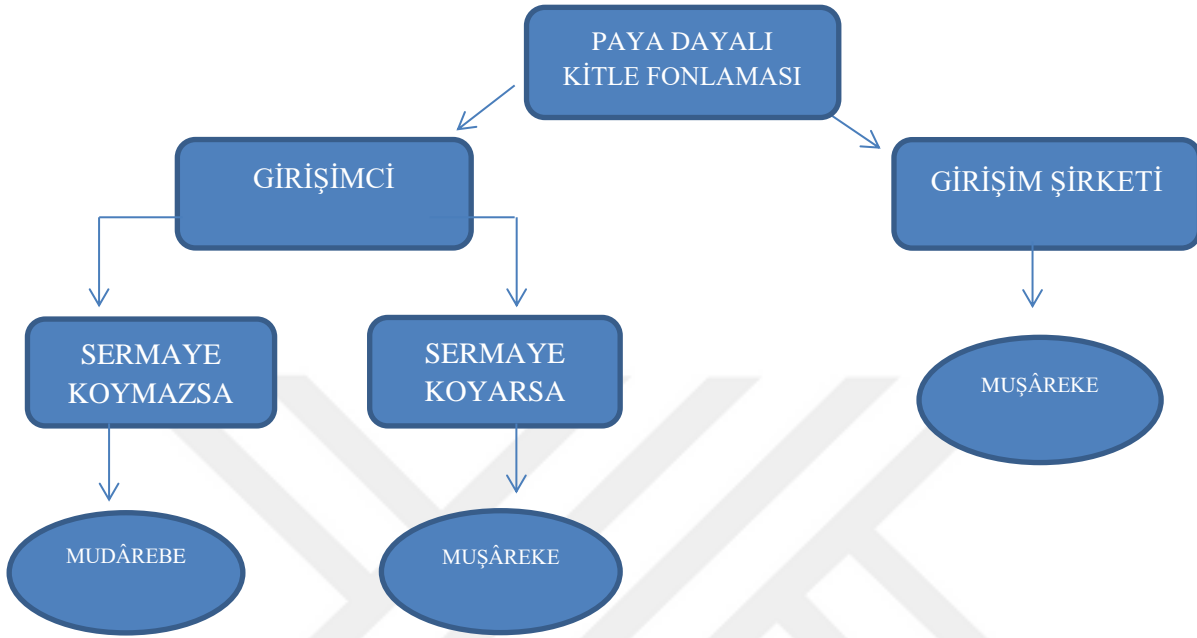 PAYA DAYALI
KİTLE FONLAMASI
GİRİŞİMCİ
GİRİŞİM ŞİRKETİ
SERMAYE
KOYMAZSA
SERMAYE
KOYARSA
MUŞÂREKE
MUDÂREBE
MUŞÂREKE